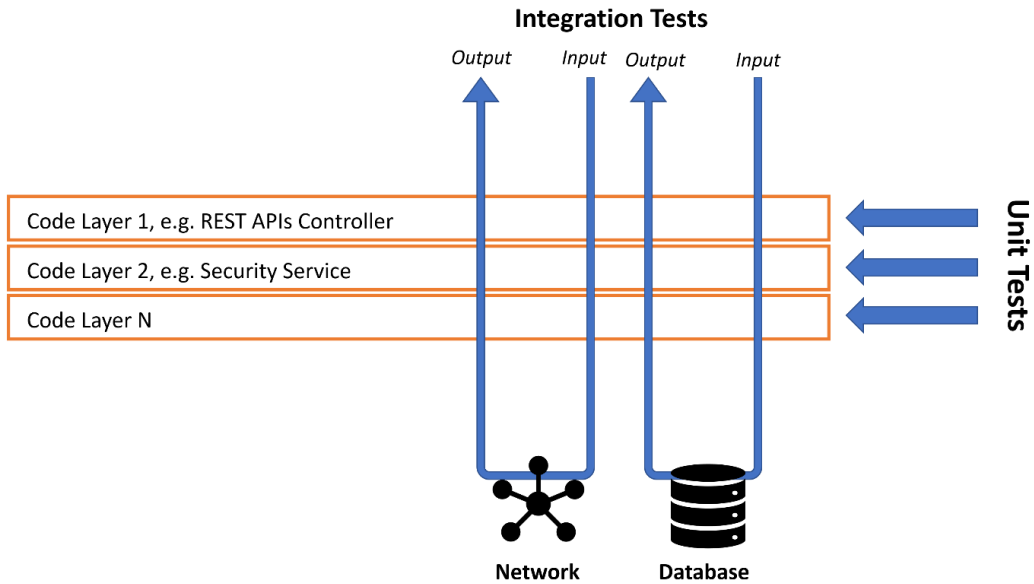 Integration Tests
Output Input Output Input
Code Layer 1, e.g. REST APIs Controller
Code Layer 2, e.g. Security Service
Code Layer N
Unit Tests
Network Database